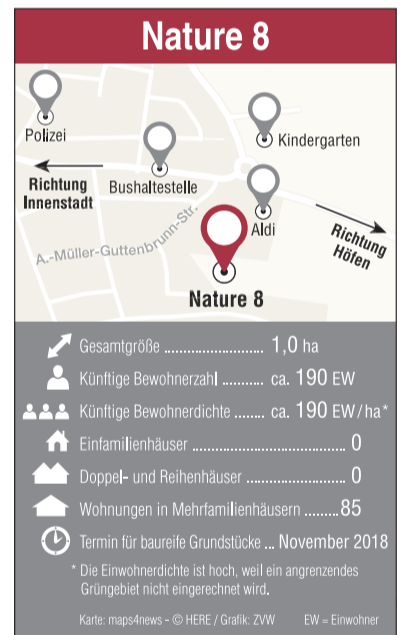 Nature 8
Polizei
Kindergarten
Richtung
Innenstadt
Bushaltestelle
A.-Müller-Guttenbrunn-Str.
Aldi
Richtung
Höfen
Nature 8
Gesamtgröße ...................... 1,0 ha
Künftige Bewohnerzahl ........... ca. 190 EW
Künftige Bewohnerdichte ....... ca. 190 EW/ha*
Einfamilienhäuser ................................... 0
Doppel- und Reihenhäuser ..................... 0
Wohnungen in Mehrfamilienhäusern ........ 85
Termin für baureife Grundstücke ... November 2018
* Die Einwohnerdichte ist hoch, weil ein angrenzendes
Grüngebiet nicht eingerechnet wird.
Karte: maps4news - © HERE / Grafik: ZVW EW = Einwohner